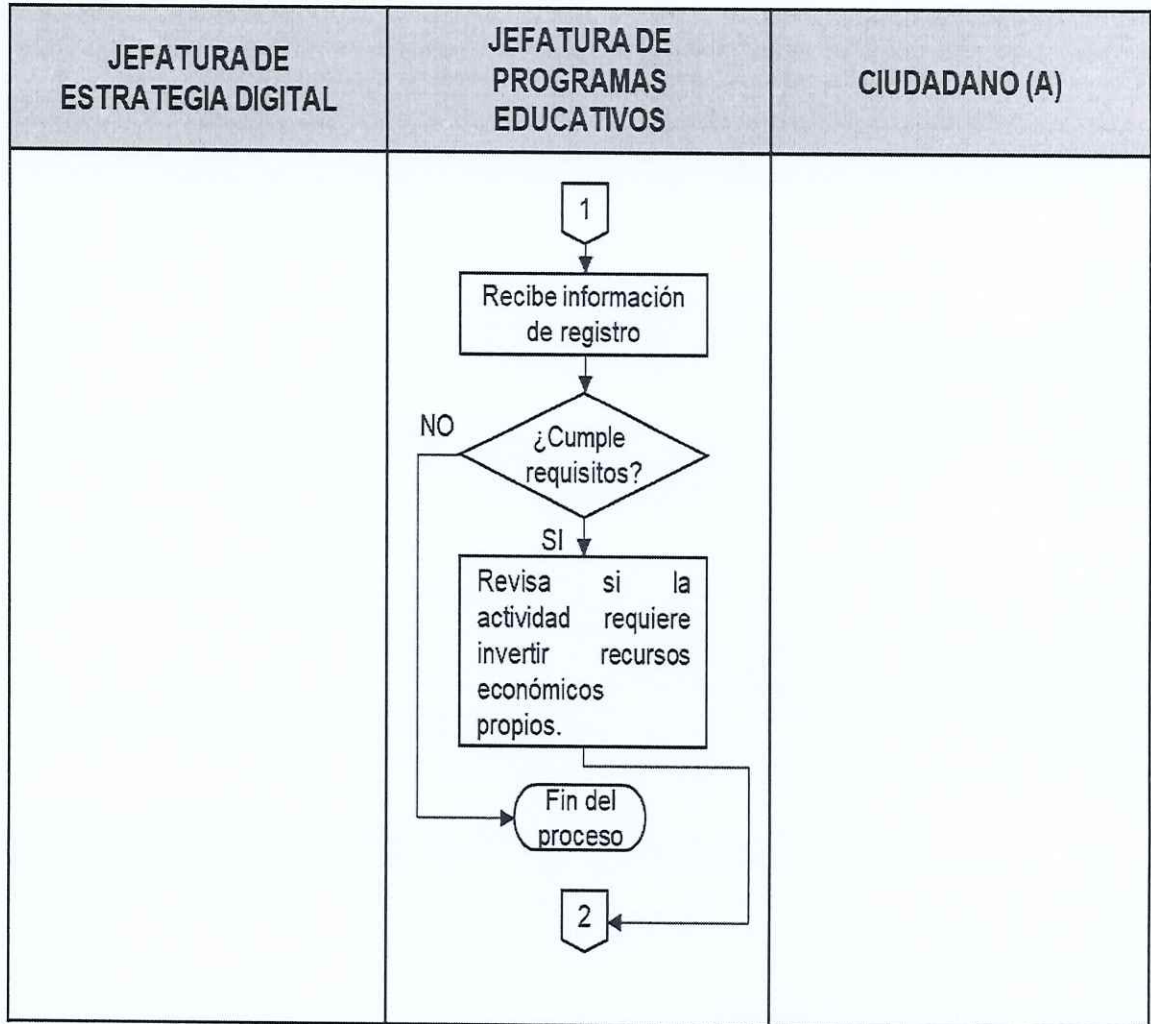 JEFATURA DE
ESTRATEGIA DIGITAL
JEFATURA DE
PROGRAMAS
EDUCATIVOS
CIUDADANO (A)
1
Recibe información
de registro
¿Cumple
requisitos?
NO
SI
Revisa si la
actividad requiere
invertir recursos
económicos
propios.
Fin del
proceso
2